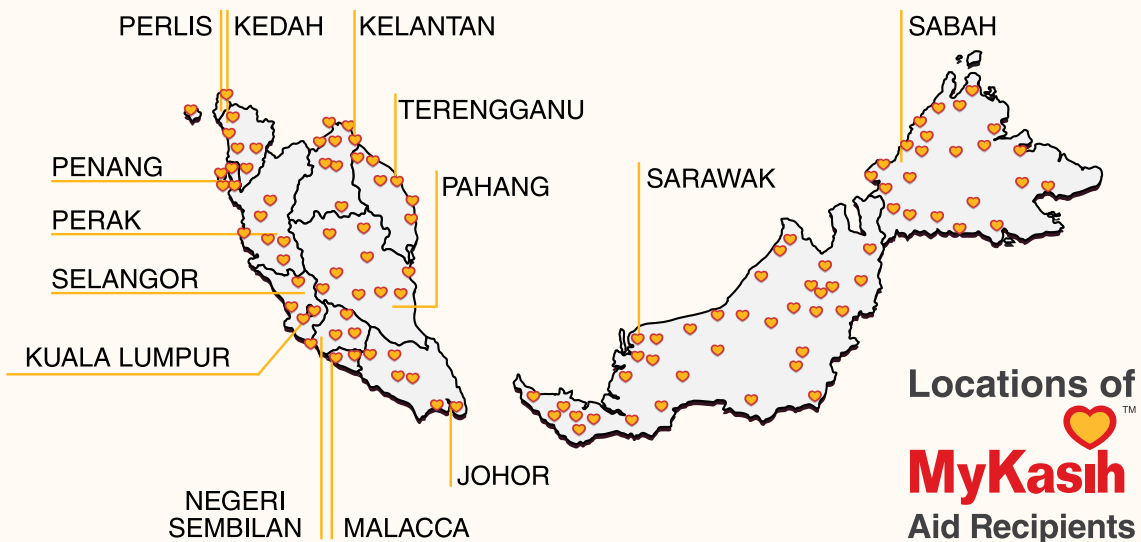 PERLIS
KEDAH
KELANTAN
SABAH
TERENGGANU
PENANG
PAHANG
SARAWAK
PERAK
SELANGOR
KUALA LUMPUR
JOHOR
NEGERI
SEMBILAN
MALACCA
Locations of
MyKasih
TM
Aid Recipients